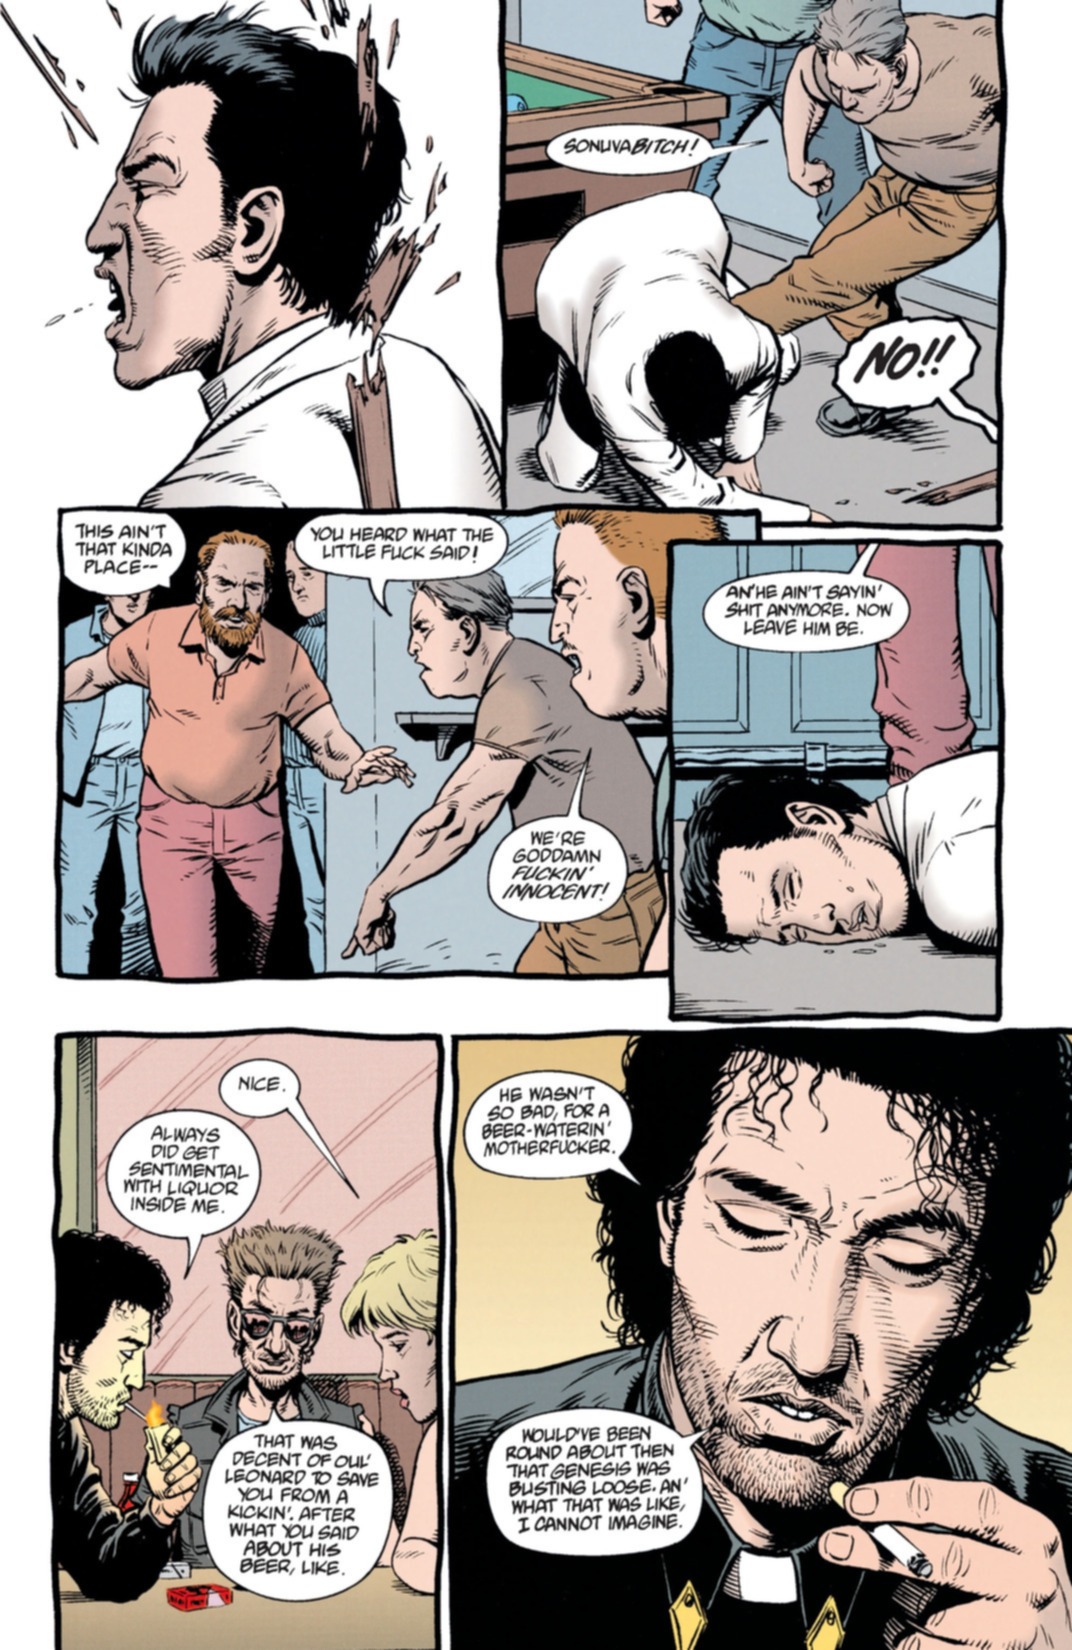 SONUVABITCH!
NO!!
THIS AIN'T
THAT KINDA
PLACE--
YOU HEARD WHAT THE
LITTLE FUCK SAID!
WE'RE
GODDAMN
FUCKIN'
INNOCENT!
AN'HE AIN'T SAYIN'
SHIT ANYMORE. NOW
LEAVE HIM BE.
NICE.
ALWAYS
DID GET
SENTIMENTAL
WITH LIQUOR
INSIDE ME.
THAT WAS
DECENT OF OUL'
LEONARD TO SAVE
YOU FROM A
KICKIN'. AFTER
WHAT YOU SAID
ABOUT HIS
BEER, LIKE.
HE WASN'T
SO BAD, FOR A
BEER-WATERIN'
MOTHERFUCKER.
WOULD'VE BEEN
ROUND ABOUT THEN
THAT GENESIS WAS
BUSTING LOOSE. AN'
WHAT THAT WAS LIKE,
I CANNOT IMAGINE.